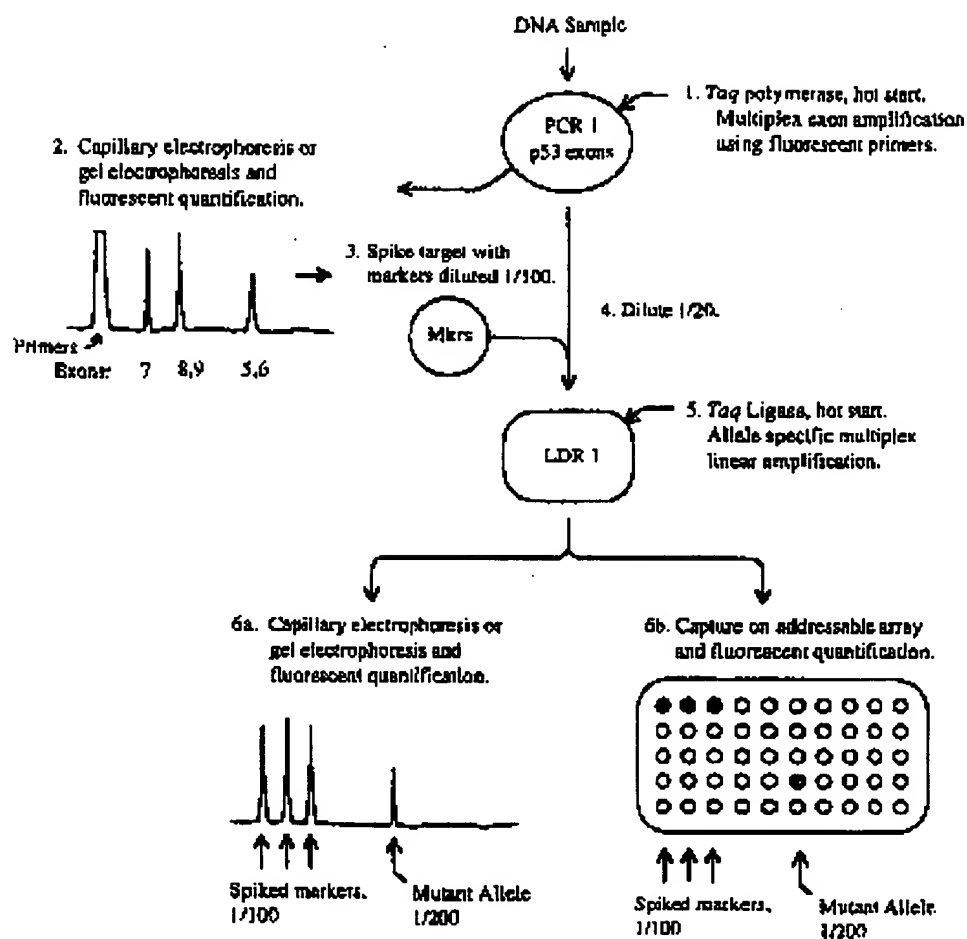 DNA Sample
PCR 1
p53 exons
1. Taq polymerase, hot start.
Multiplex exon amplification
using fluorescent primers.
2. Capillary electrophoresis or
gel electrophoresis and
fluorescent quantification.
3. Spike target with
markers diluted 1/100.
Mkrs
4. Dilute 1/20.
Primers
Exons: 7 8,9 5,6
5. Taq Ligase, hot start.
Allele specific multiplex
linear amplification.
LDR 1
6a. Capillary electrophoresis or
gel electrophoresis and
fluorescent quantification.
6b. Capture on addressable array
and fluorescent quantification.
Spiked markers,
1/100
Mutant Allele
1/200
Spiked markers,
1/100
Mutant Allele
1/200